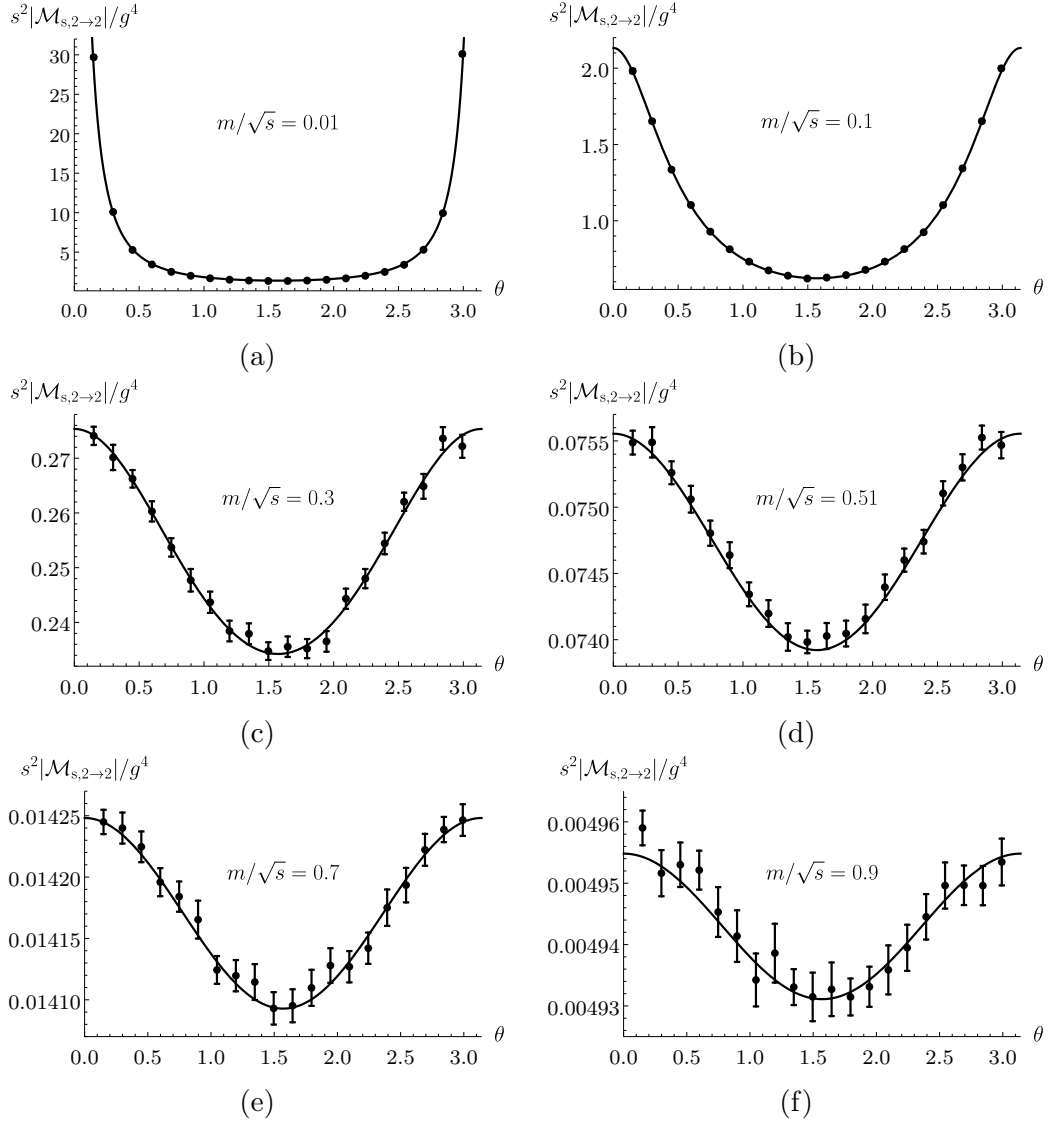 s²|𝓜ₛ,₂→₂|/g⁴
30
25
20
15
10
5
0.0 0.5 1.0 1.5 2.0 2.5 3.0
θ
m/√s = 0.01
(a)
s²|𝓜ₛ,₂→₂|/g⁴
2.0
1.5
1.0
0.0 0.5 1.0 1.5 2.0 2.5 3.0
θ
m/√s = 0.1
(b)
s²|𝓜ₛ,₂→₂|/g⁴
0.27
0.26
0.25
0.24
0.0 0.5 1.0 1.5 2.0 2.5 3.0
θ
m/√s = 0.3
(c)
s²|𝓜ₛ,₂→₂|/g⁴
0.0755
0.0750
0.0745
0.0740
0.0 0.5 1.0 1.5 2.0 2.5 3.0
θ
m/√s = 0.51
(d)
s²|𝓜ₛ,₂→₂|/g⁴
0.01425
0.01420
0.01415
0.01410
0.0 0.5 1.0 1.5 2.0 2.5 3.0
θ
m/√s = 0.7
(e)
s²|𝓜ₛ,₂→₂|/g⁴
0.00496
0.00495
0.00494
0.00493
0.0 0.5 1.0 1.5 2.0 2.5 3.0
θ
m/√s = 0.9
(f)